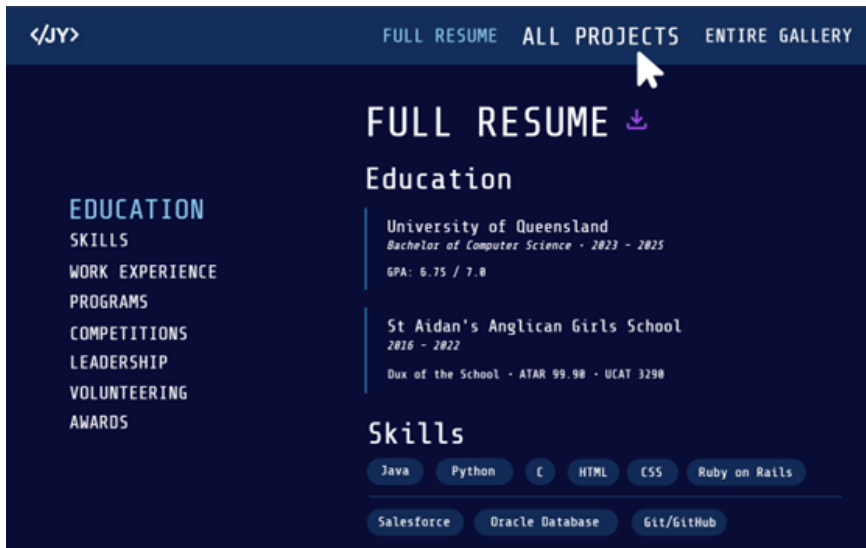 </JY>
FULL RESUME ALL PROJECTS ENTIRE GALLERY
FULL RESUME
EDUCATION
SKILLS
WORK EXPERIENCE
PROGRAMS
COMPETITIONS
LEADERSHIP
VOLUNTEERING
AWARDS
Education
University of Queensland
Bachelor of Computer Science · 2023 - 2025
GPA: 6.75 / 7.0
St Aidan's Anglican Girls School
2016 - 2022
Dux of the School · ATAR 99.90 · UCAT 3290
Skills
Java Python C HTML CSS Ruby on Rails
Salesforce Oracle Database Git/GitHub